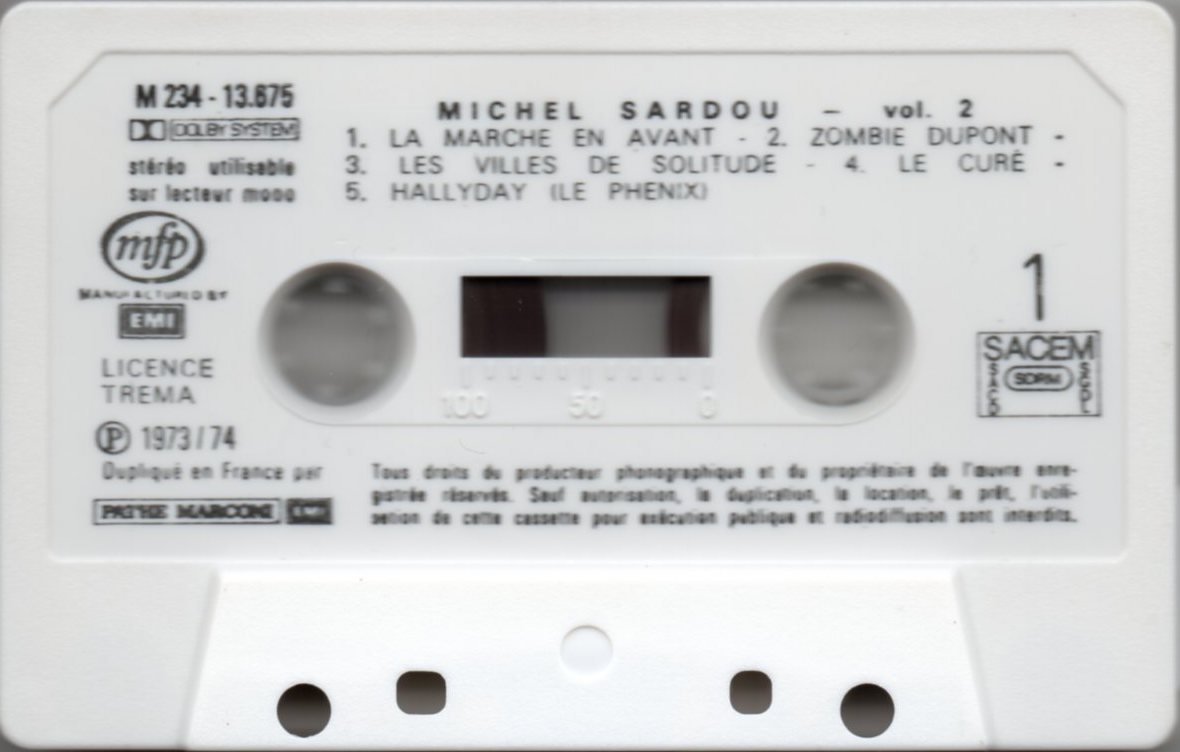 M 234 - 13.675
DOLBY SYSTEM
stéréo utilisable
sur lecteur mono
MICHEL SARDOU – vol. 2
1. LA MARCHE EN AVANT - 2. ZOMBIE DUPONT -
3. LES VILLES DE SOLITUDE - 4. LE CURÉ -
5. HALLYDAY (LE PHENIX)
mfp
MANUFACTURED BY
EMI
LICENCE
TREMA
Ⓟ 1973/74
Dupliqué en France par
PATHE MARCONI EMI
100 50 0
1
SACEM
SACD SDRM SGDL
Tous droits du producteur phonographique et du propriétaire de l'œuvre enre-
gistrée réservés. Sauf autorisation, la duplication, la location, le prêt, l'utili-
sation de cette cassette pour exécution publique et radiodiffusion sont interdits.